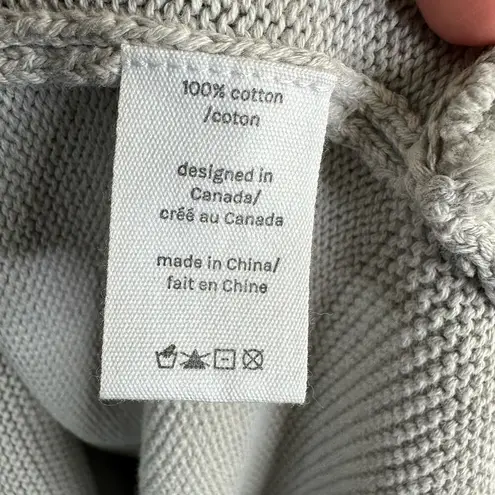 100% cotton
/coton
designed in
Canada/
créé au Canada
made in China/
fait en Chine